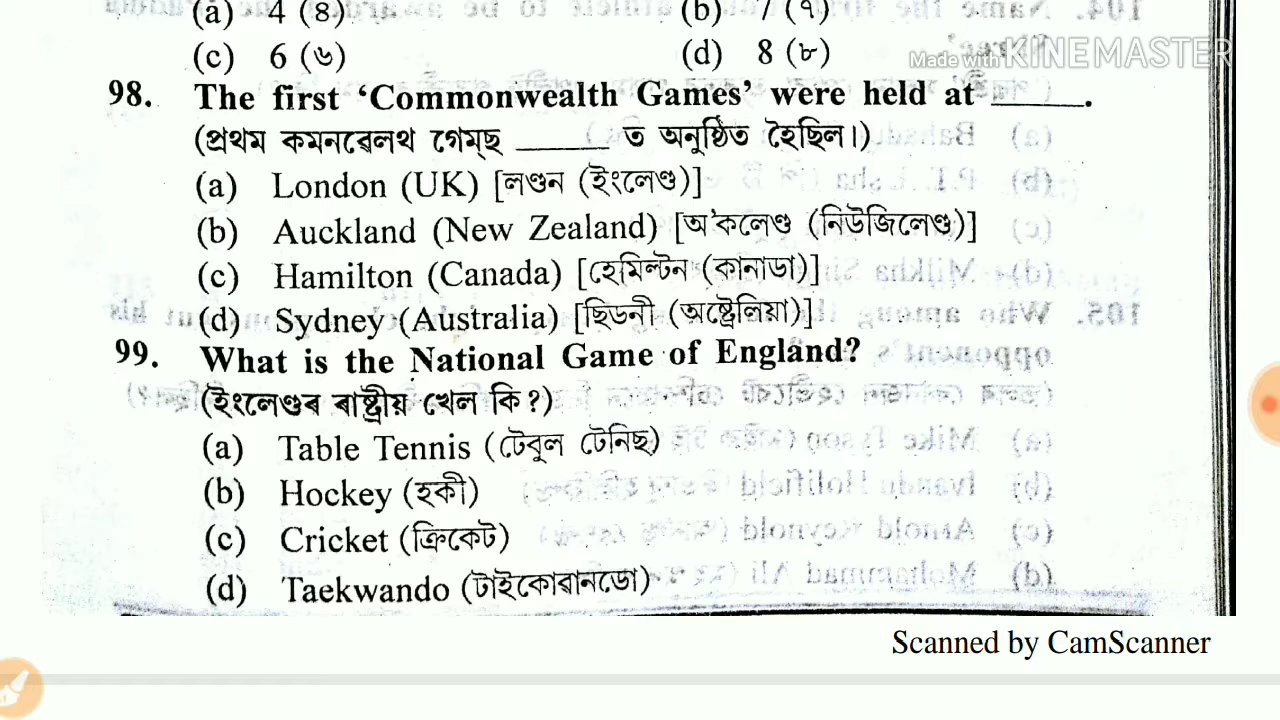 (a) 4 (৪) (b) 7 (৭)
(c) 6 (৬) (d) 8 (৮)
Made with KINEMASTER
98. The first ‘Commonwealth Games’ were held at ______.
(প্ৰথম কমনৱেলথ গেম্ছ ______ ত অনুষ্ঠিত হৈছিল।)
(a) London (UK) [লণ্ডন (ইংলেণ্ড)]
(b) Auckland (New Zealand) [অ'কলেণ্ড (নিউজিলেণ্ড)]
(c) Hamilton (Canada) [হেমিল্টন (কানাডা)]
(d) Sydney (Australia) [ছিডনী (অষ্ট্ৰেলিয়া)]
99. What is the National Game of England?
(ইংলেণ্ডৰ ৰাষ্ট্ৰীয় খেল কি?)
(a) Table Tennis (টেবুল টেনিছ)
(b) Hockey (হকী)
(c) Cricket (ক্ৰিকেট)
(d) Taekwando (টাইকোৱানডো)
Scanned by CamScanner